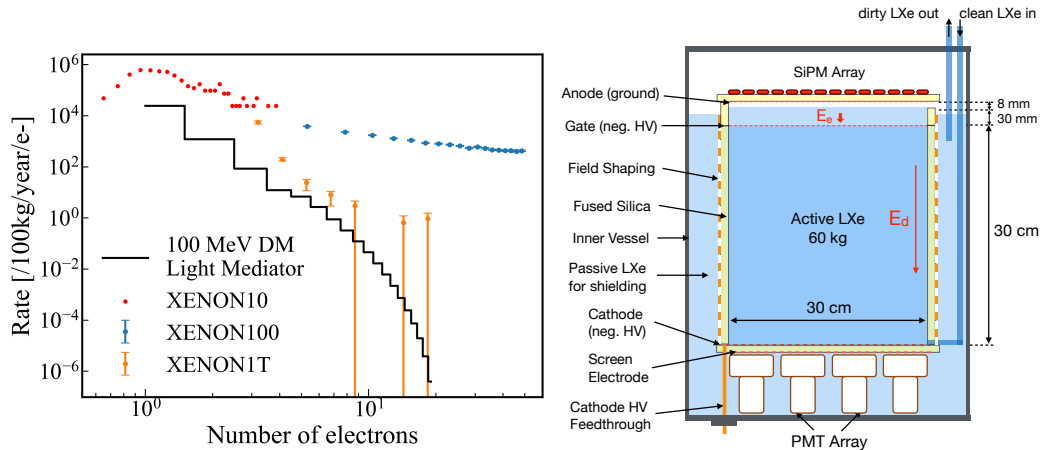 10^6
10^4
10^2
10^0
10^-2
10^-4
10^-6
Rate [/100kg/year/e-]
100 MeV DM
Light Mediator
XENON10
XENON100
XENON1T
10^0
10^1
Number of electrons
dirty LXe out
clean LXe in
SiPM Array
Anode (ground)
8 mm
30 mm
E_e
Gate (neg. HV)
Field Shaping
Fused Silica
E_d
Active LXe
60 kg
30 cm
Inner Vessel
Passive LXe
for shielding
30 cm
Cathode
(neg. HV)
Screen
Electrode
Cathode HV
Feedthrough
PMT Array